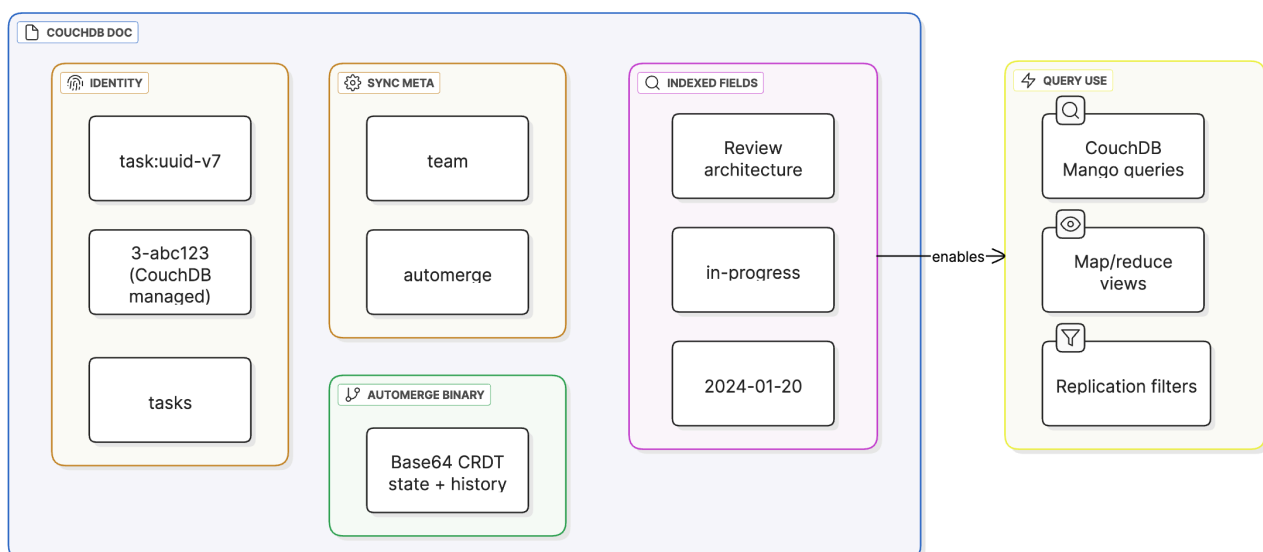 COUCHDB DOC
IDENTITY
task:uuid-v7
3-abc123
(CouchDB
managed)
tasks
SYNC META
team
automerge
AUTOMERGE BINARY
Base64 CRDT
state + history
INDEXED FIELDS
Review
architecture
in-progress
2024-01-20
enables
QUERY USE
CouchDB
Mango queries
Map/reduce
views
Replication filters